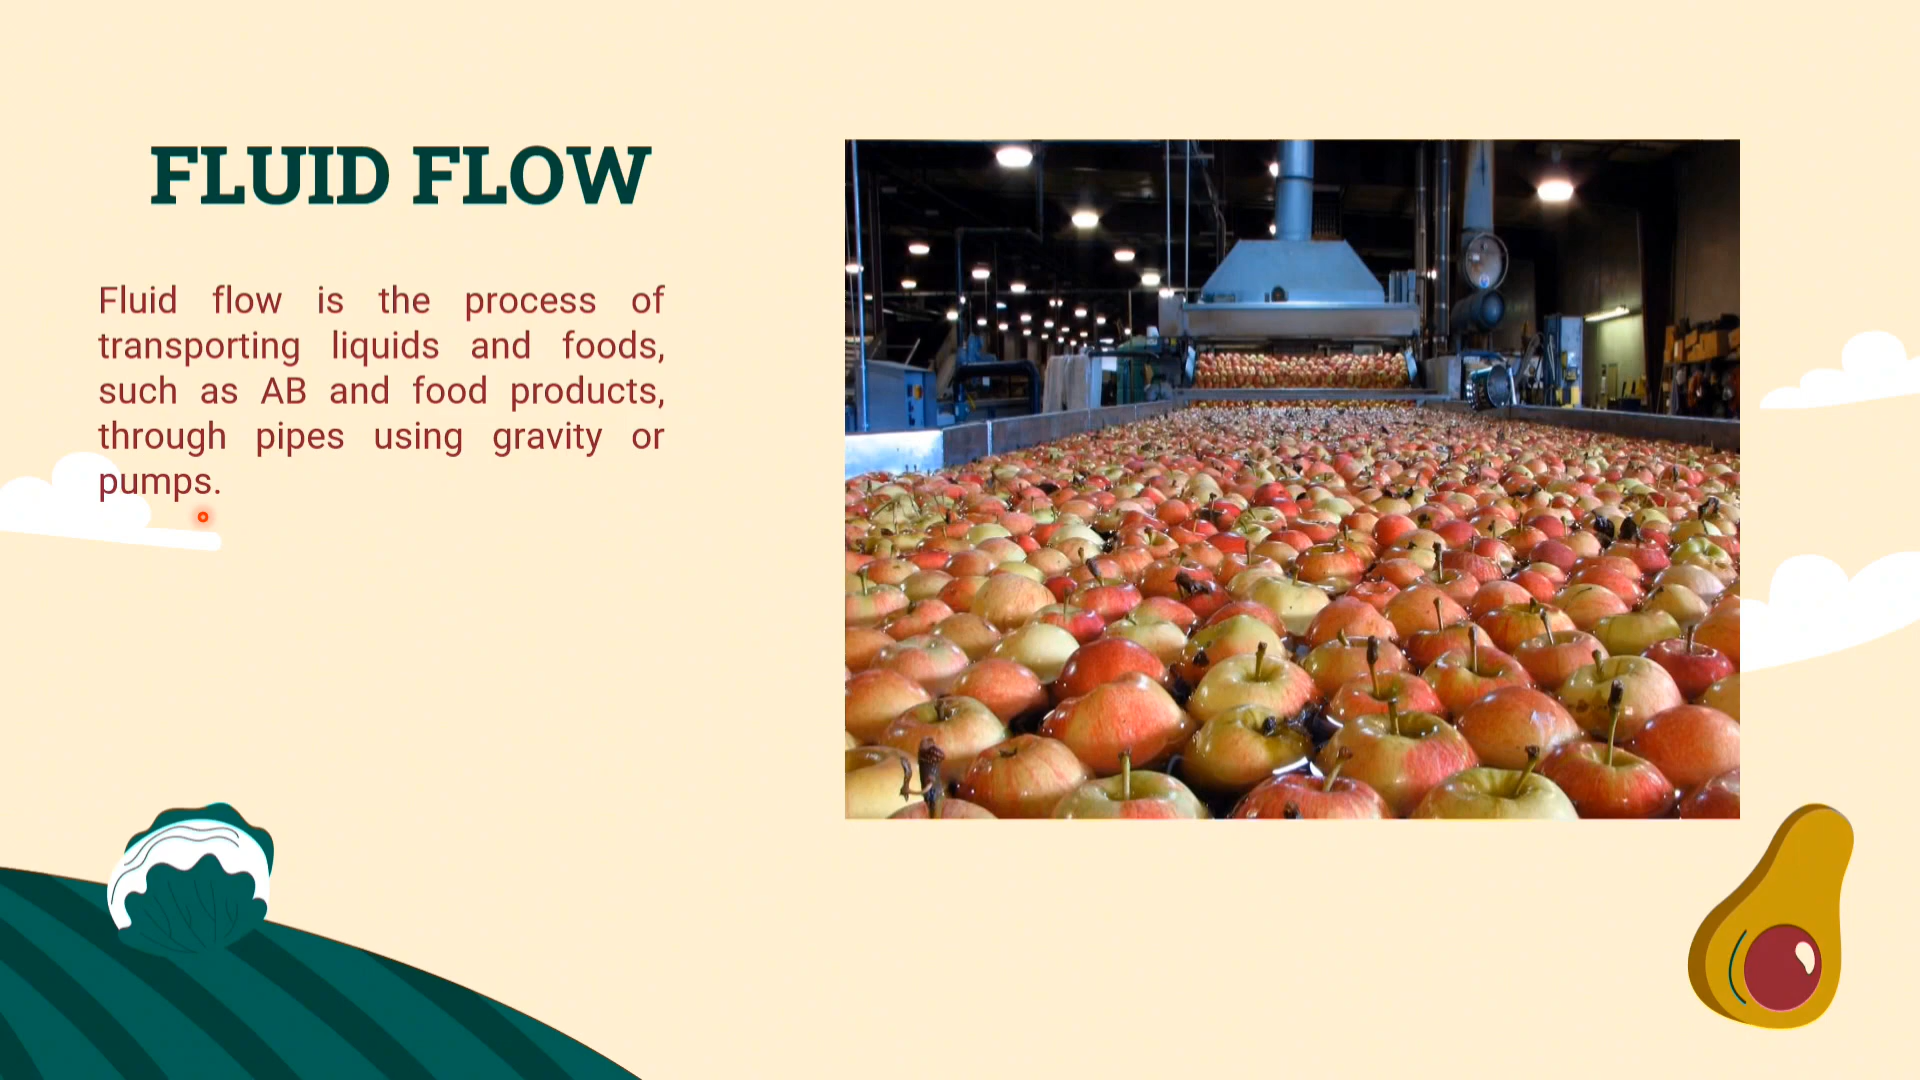 FLUID FLOW
Fluid flow is the process of
transporting liquids and foods,
such as AB and food products,
through pipes using gravity or
pumps.